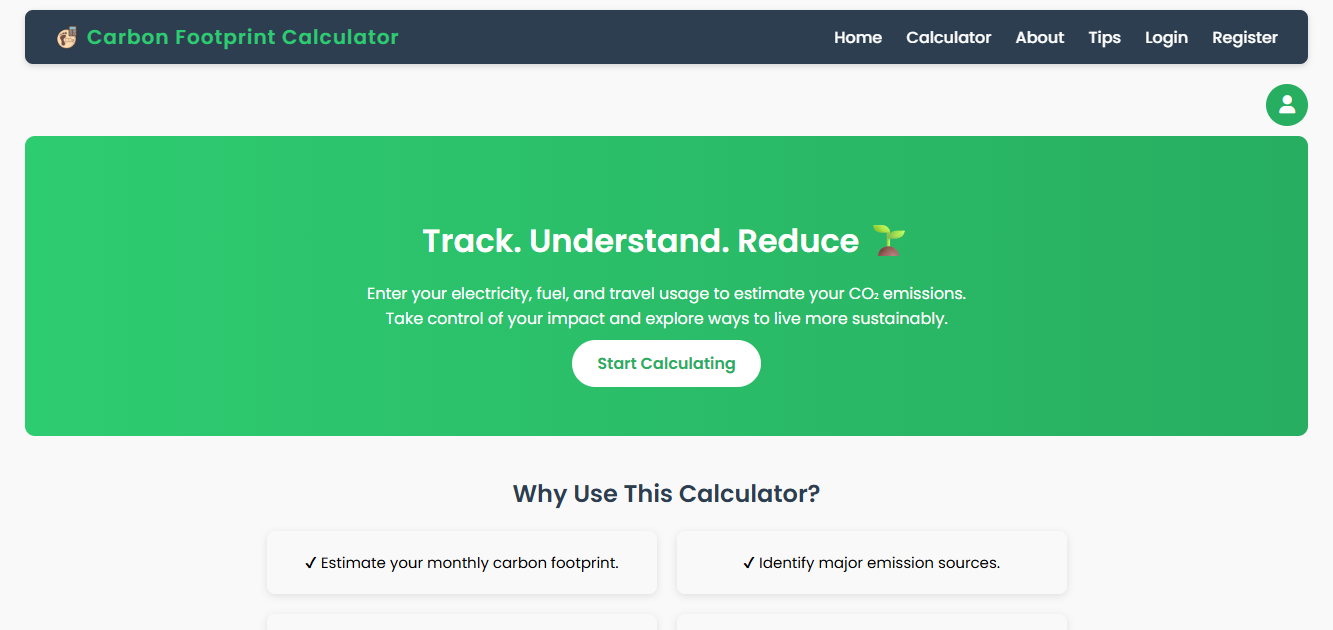 Carbon Footprint Calculator
Home Calculator About Tips Login Register
Track. Understand. Reduce 🌱
Enter your electricity, fuel, and travel usage to estimate your CO₂ emissions.
Take control of your impact and explore ways to live more sustainably.
Start Calculating
Why Use This Calculator?
✔ Estimate your monthly carbon footprint.
✔ Identify major emission sources.